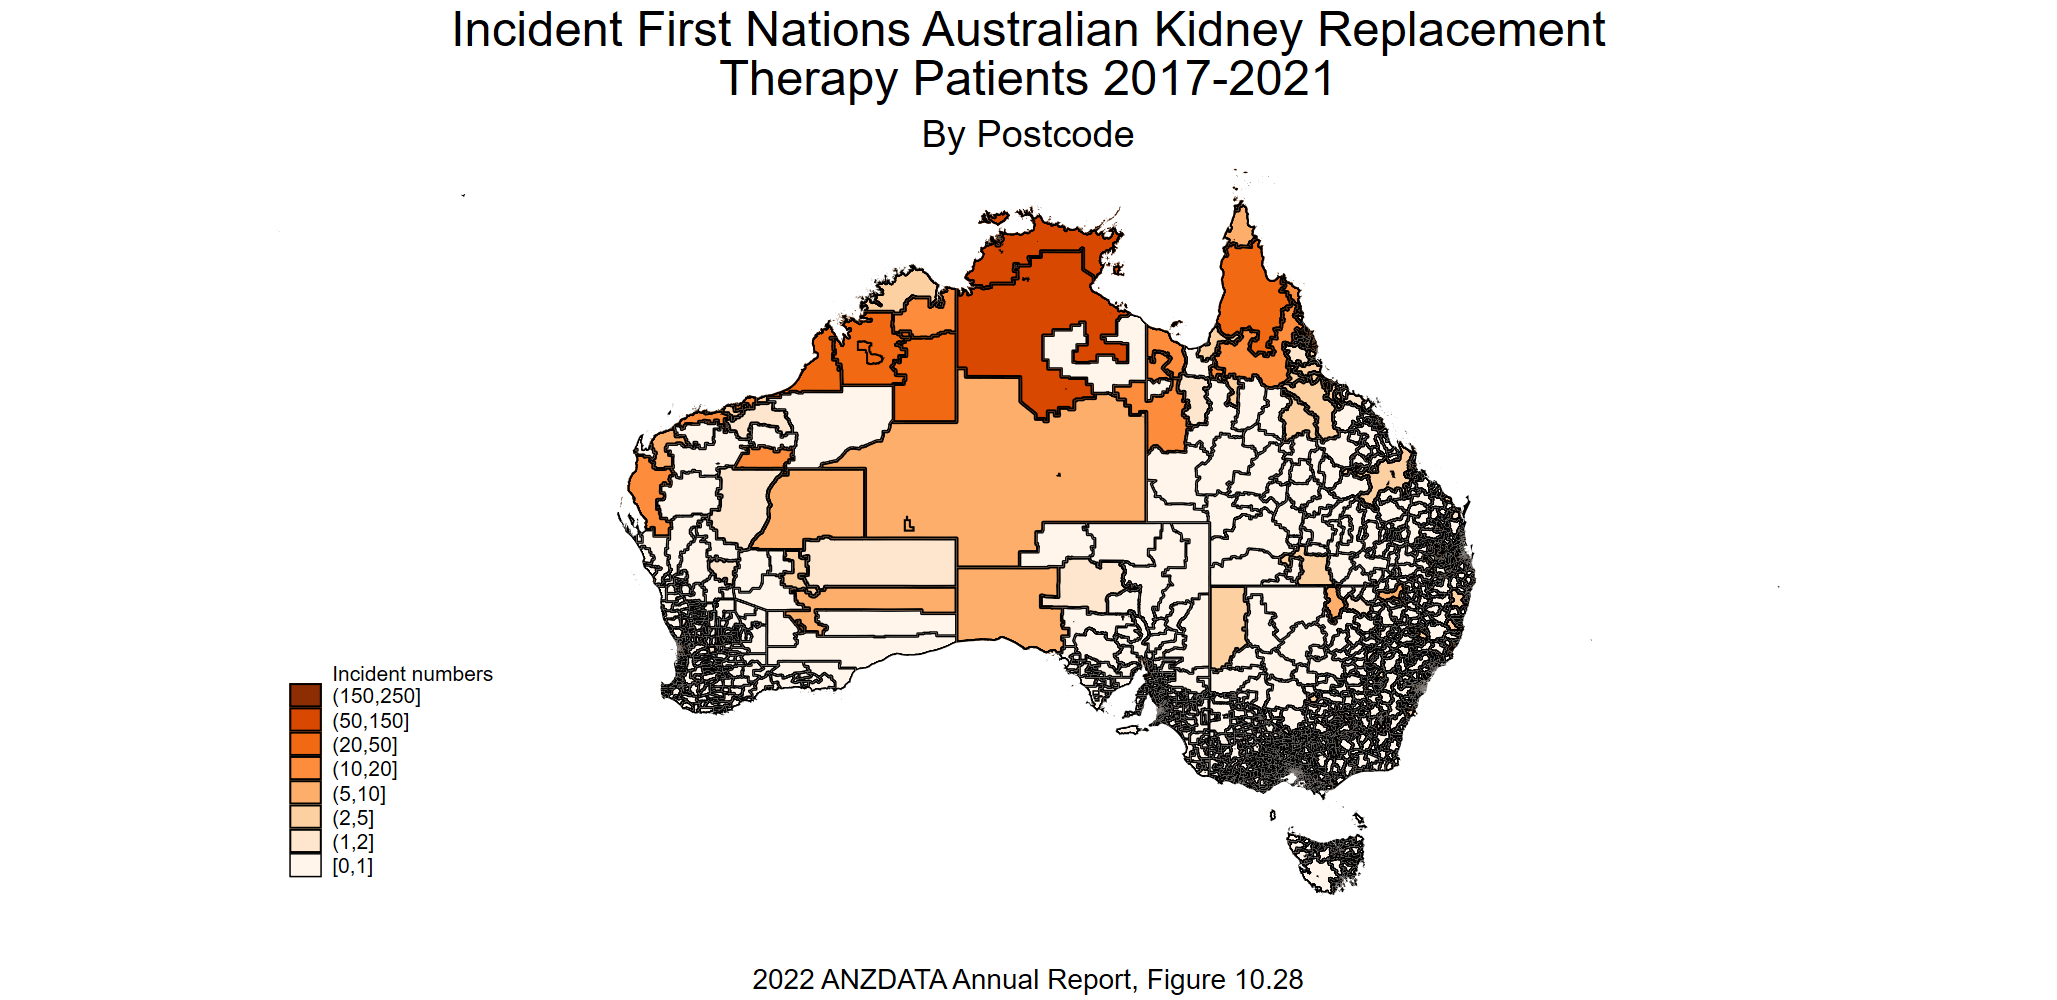 Incident First Nations Australian Kidney Replacement
Therapy Patients 2017-2021
By Postcode
Incident numbers
(150,250]
(50,150]
(20,50]
(10,20]
(5,10]
(2,5]
(1,2]
[0,1]
2022 ANZDATA Annual Report, Figure 10.28